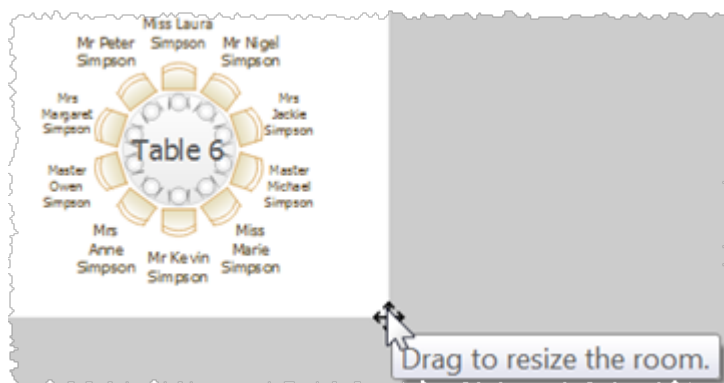 Miss Laura
Simpson
Mr Peter
Simpson
Mr Nigel
Simpson
Mrs
Margaret
Simpson
Mrs
Jackie
Simpson
Table 6
Master
Owen
Simpson
Master
Michael
Simpson
Mrs
Anne
Simpson
Mr Kevin
Simpson
Miss
Marie
Simpson
Drag to resize the room.